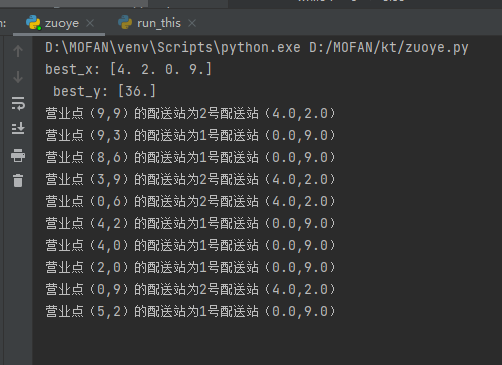 zuoye
run_this
D:\MOFAN\venv\Scripts\python.exe D:/MOFAN/kt/zuoye.py
best_x: [4. 2. 0. 9.]
best_y: [36.]
营业点（9,9）的配送站为2号配送站（4.0,2.0）
营业点（9,3）的配送站为1号配送站（0.0,9.0）
营业点（8,6）的配送站为1号配送站（0.0,9.0）
营业点（3,9）的配送站为2号配送站（4.0,2.0）
营业点（0,6）的配送站为2号配送站（4.0,2.0）
营业点（4,2）的配送站为1号配送站（0.0,9.0）
营业点（4,0）的配送站为1号配送站（0.0,9.0）
营业点（2,0）的配送站为1号配送站（0.0,9.0）
营业点（0,9）的配送站为2号配送站（4.0,2.0）
营业点（5,2）的配送站为1号配送站（0.0,9.0）